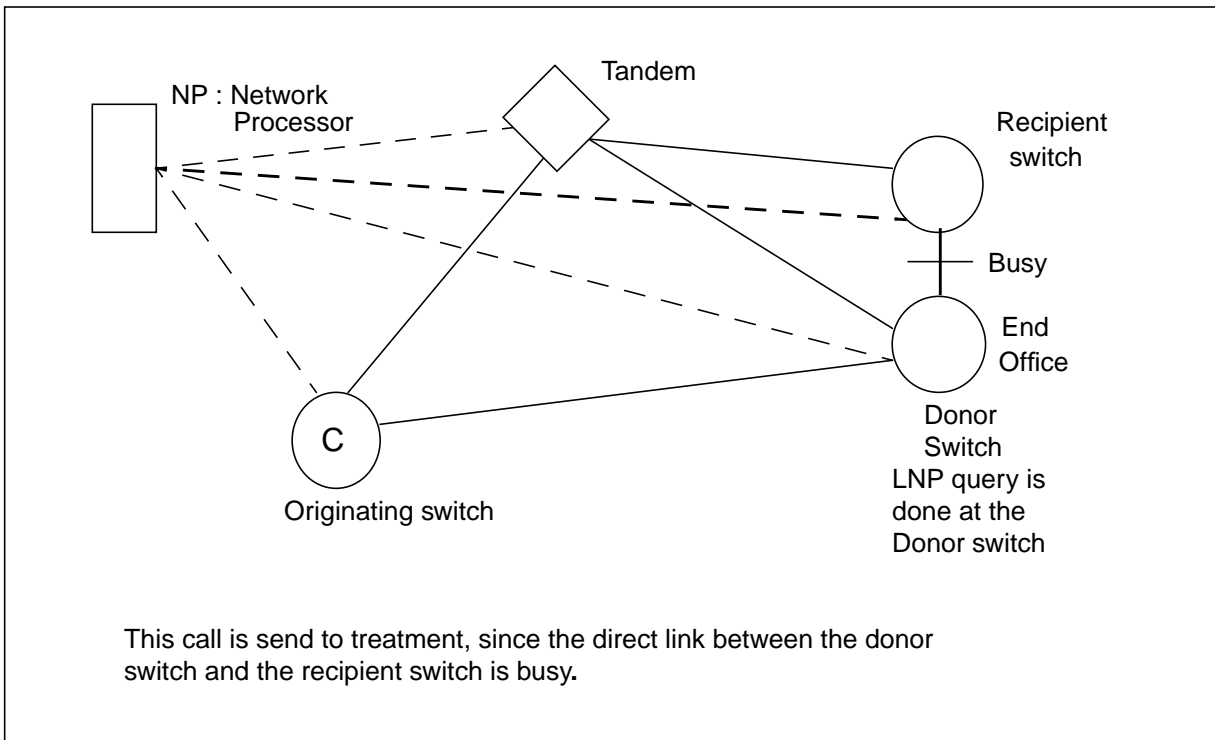 Tandem
NP : Network
Processor
Recipient
switch
Busy
End
Office
C
Originating switch
Donor
Switch
LNP query is
done at the
Donor switch
This call is send to treatment, since the direct link between the donor
switch and the recipient switch is busy.